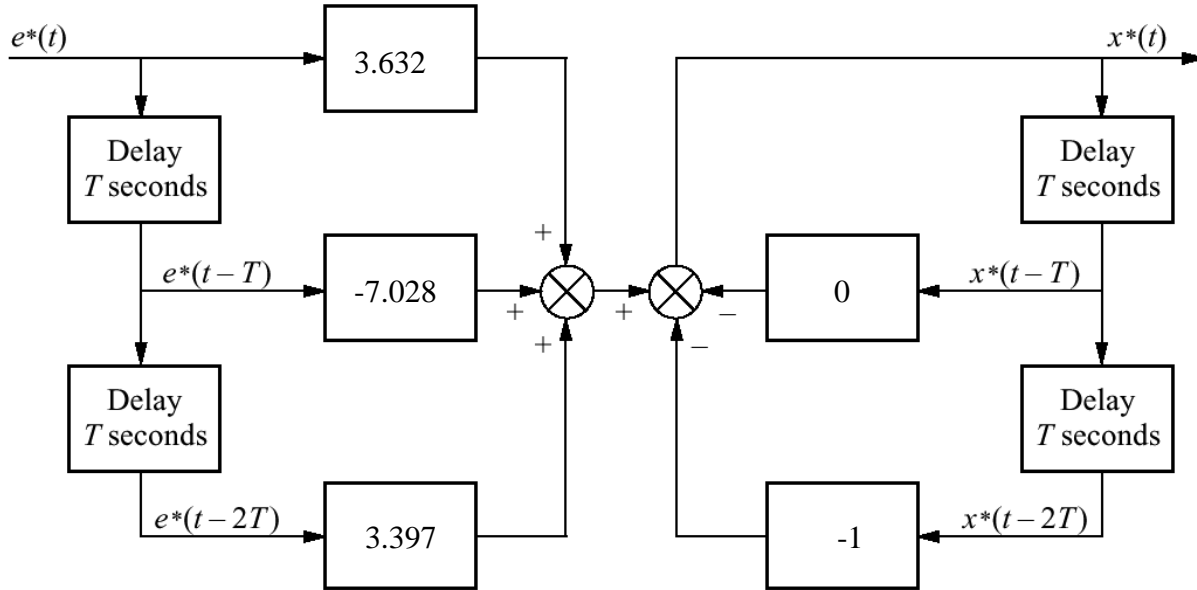 e*(t)
3.632
x*(t)
Delay
T seconds
Delay
T seconds
+
e*(t – T)
-7.028
+
+
–
0
x*(t – T)
+
–
Delay
T seconds
Delay
T seconds
e*(t – 2T)
3.397
-1
x*(t – 2T)